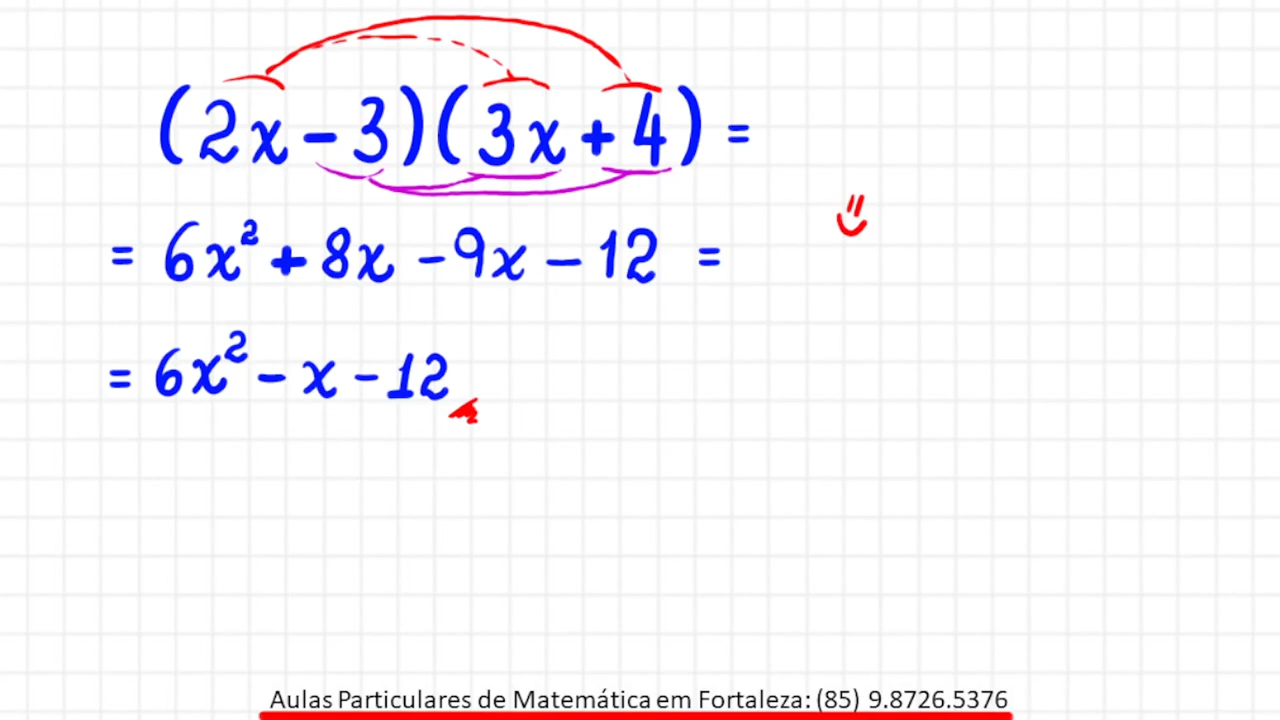 (2x - 3)(3x + 4) =
= 6x² + 8x - 9x - 12 =
= 6x² - x - 12
Aulas Particulares de Matemática em Fortaleza: (85) 9.8726.5376